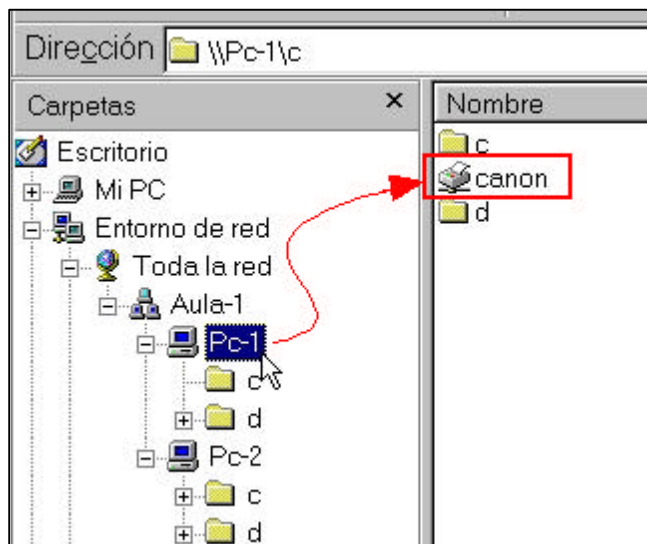 Dirección \\Pc-1\c
Carpetas
Escritorio
Mi PC
Entorno de red
Toda la red
Aula-1
Pc-1
c
d
Pc-2
c
d
Nombre
c
canon
d